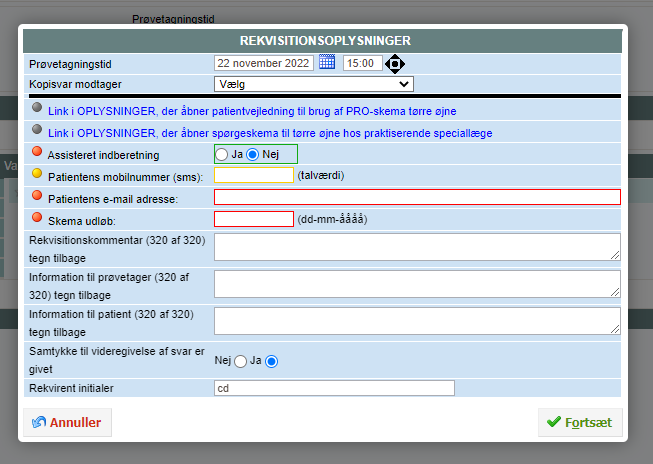 Prøvetagningstid
REKVISITIONSOPLYSNINGER
Prøvetagningstid 22 november 2022 15:00
Kopisvar modtager Vælg
Link i OPLYSNINGER, der åbner patientvejledning til brug af PRO-skema tørre øjne
Link i OPLYSNINGER, der åbner spørgeskema til tørre øjne hos praktiserende speciallæge
Va
Assisteret indberetning Ja Nej
Patientens mobilnummer (sms): (talværdi)
Patientens e-mail adresse:
Skema udløb: (dd-mm-åååå)
Rekvisitionskommentar (320 af 320)
tegn tilbage
Information til prøvetager (320 af
320) tegn tilbage
Information til patient (320 af 320)
tegn tilbage
Samtykke til videregivelse af svar er
givet
Nej Ja
Rekvirent initialer cd
Annuller Fortsæt